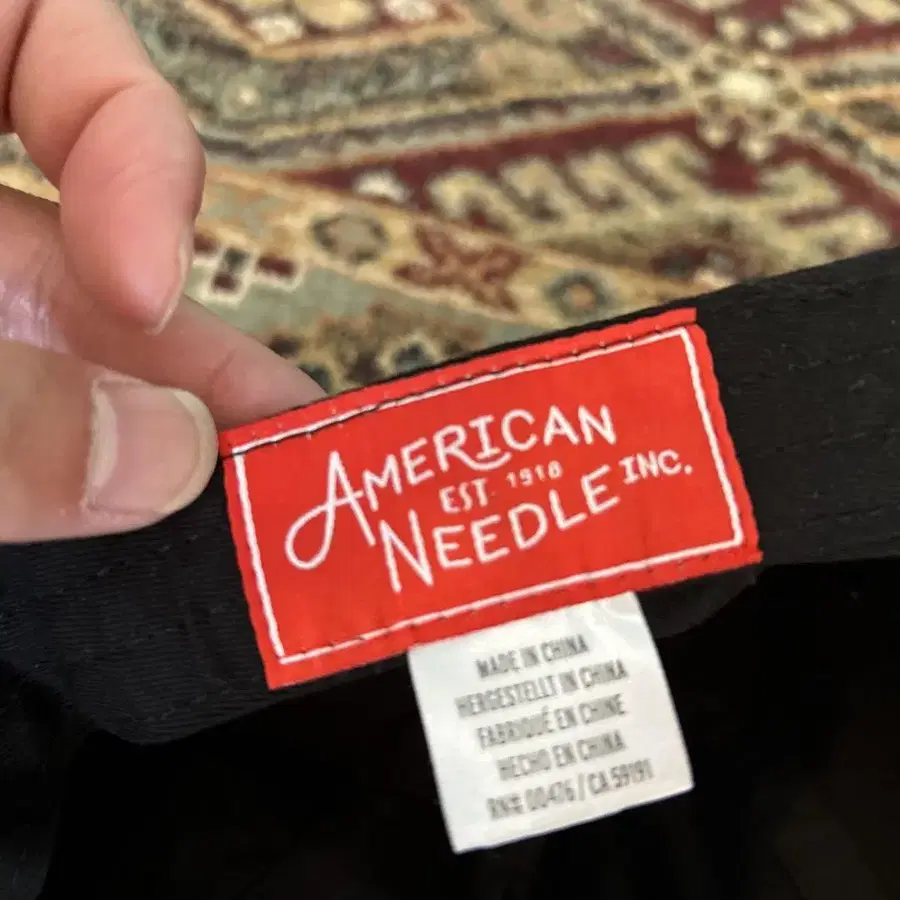 AMERICAN
EST 1918
NEEDLE INC.
MADE IN CHINA
HERGESTELLT IN CHINA
FABRIQUÉ EN CHINE
HECHO EN CHINA
RN# 00476 / CA 59191